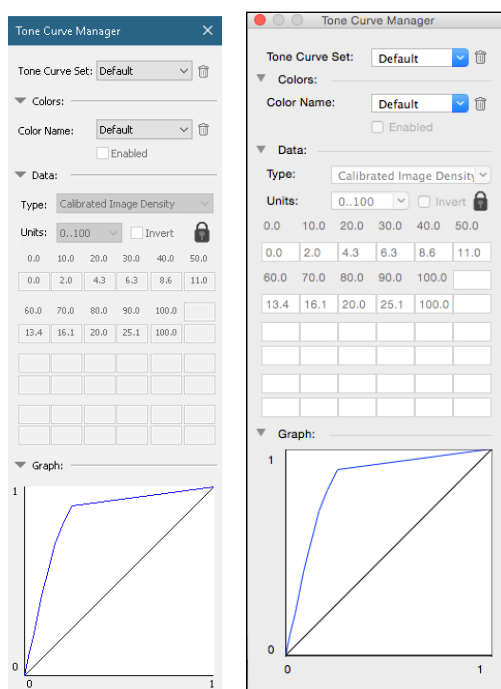 Tone Curve Manager
Tone Curve Set: Default
Colors:
Color Name: Default
Enabled
Data:
Type: Calibrated Image Density
Units: 0..100 Invert
0.0 10.0 20.0 30.0 40.0 50.0
0.0 2.0 4.3 6.3 8.6 11.0
60.0 70.0 80.0 90.0 100.0
13.4 16.1 20.0 25.1 100.0
Graph:
1
0
0 1
Tone Curve Manager
Tone Curve Set: Default
Colors:
Color Name: Default
Enabled
Data:
Type: Calibrated Image Density
Units: 0..100 Invert
0.0 10.0 20.0 30.0 40.0 50.0
0.0 2.0 4.3 6.3 8.6 11.0
60.0 70.0 80.0 90.0 100.0
13.4 16.1 20.0 25.1 100.0
Graph:
1
0
0 1